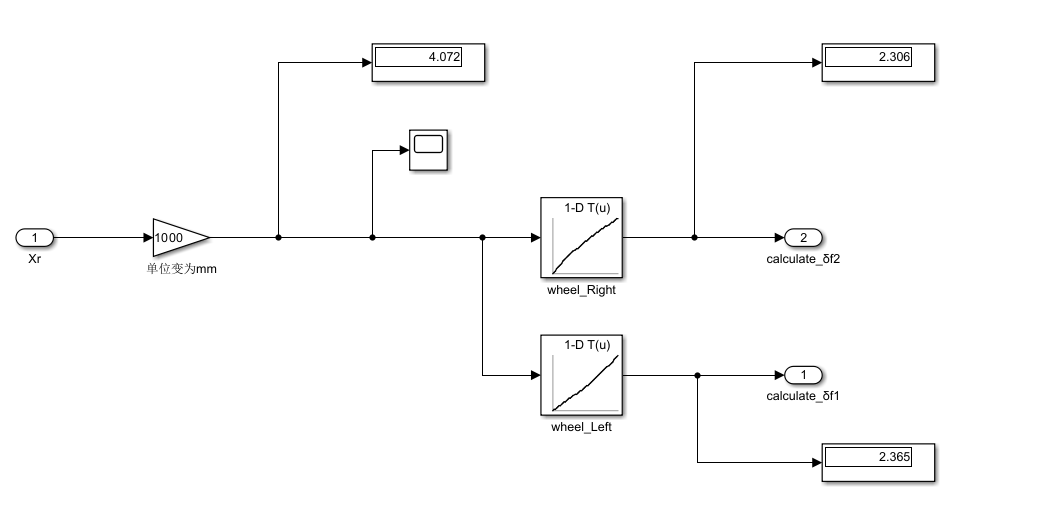 4.072
2.306
1-D T(u)
1
1000
2
Xr
单位变为mm
calculate_δf2
wheel_Right
1-D T(u)
1
calculate_δf1
wheel_Left
2.365